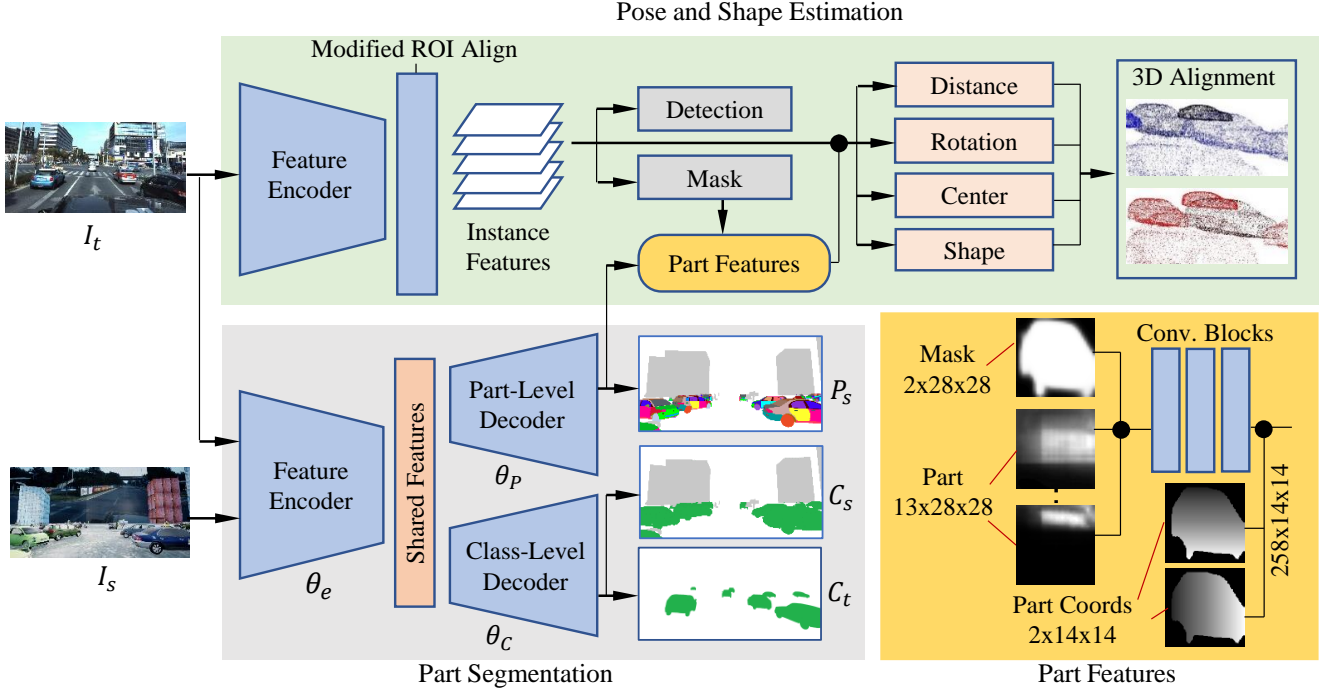 Pose and Shape Estimation
Modified ROI Align
Feature
Encoder
Instance
Features
Detection
Mask
Part Features
Distance
Rotation
Center
Shape
3D Alignment
I_t
Feature
Encoder
θ_e
Shared Features
Part-Level
Decoder
θ_P
Class-Level
Decoder
θ_C
P_s
C_s
C_t
I_s
Part Segmentation
Mask
2x28x28
Part
13x28x28
Conv. Blocks
Part Coords
2x14x14
258x14x14
Part Features